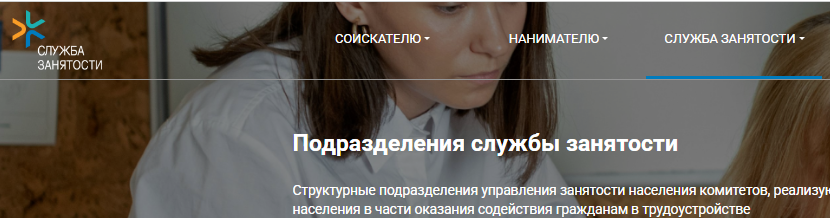 СЛУЖБА
ЗАНЯТОСТИ
СОИСКАТЕЛЮ
НАНИМАТЕЛЮ
СЛУЖБА ЗАНЯТОСТИ
Подразделения службы занятости
Структурные подразделения управления занятости населения комитетов,
населения в части оказания содействия гражданам в трудоустройстве